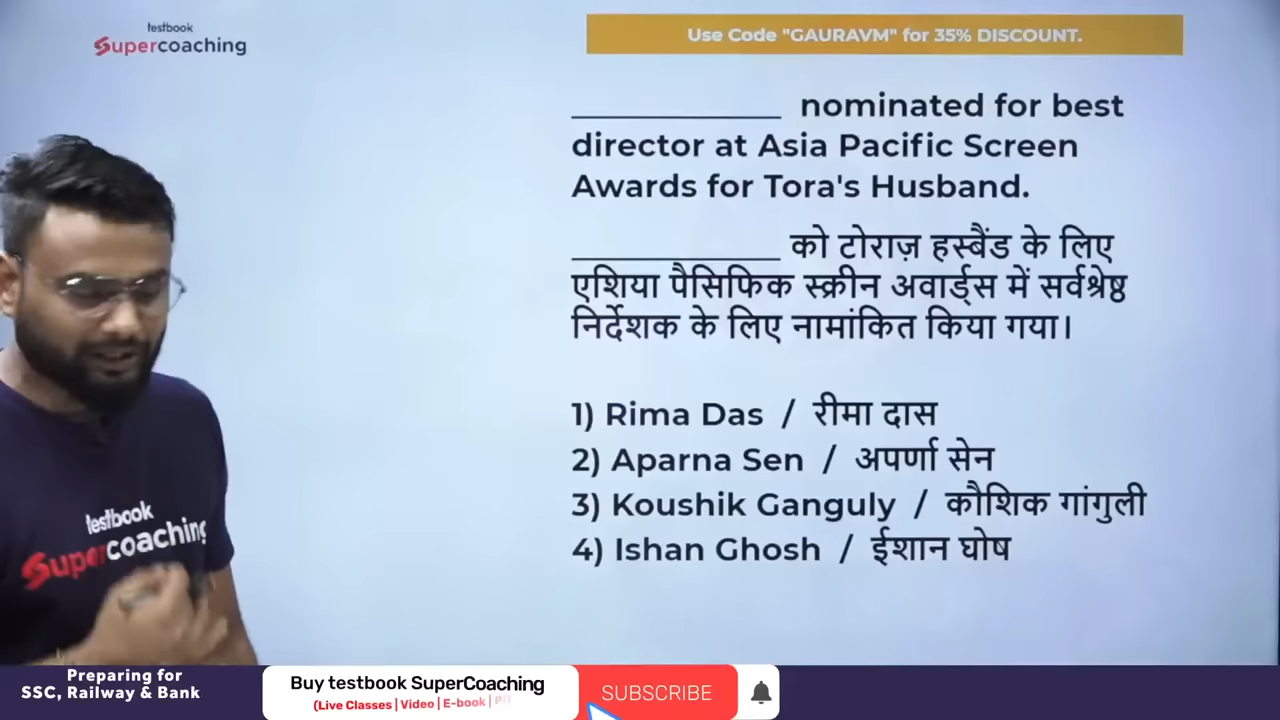 testbook
Supercoaching
Use Code "GAURAVM" for 35% DISCOUNT.
____________ nominated for best
director at Asia Pacific Screen
Awards for Tora's Husband.
____________ को टोराज़ हस्बैंड के लिए
एशिया पैसिफिक स्क्रीन अवार्ड्स में सर्वश्रेष्ठ
निर्देशक के लिए नामांकित किया गया।
1) Rima Das / रीमा दास
2) Aparna Sen / अपर्णा सेन
3) Koushik Ganguly / कौशिक गांगुली
4) Ishan Ghosh / ईशान घोष
testbook
Supercoaching
Preparing for
SSC, Railway & Bank
Buy testbook SuperCoaching
(Live Classes | Video | E-book |
SUBSCRIBE